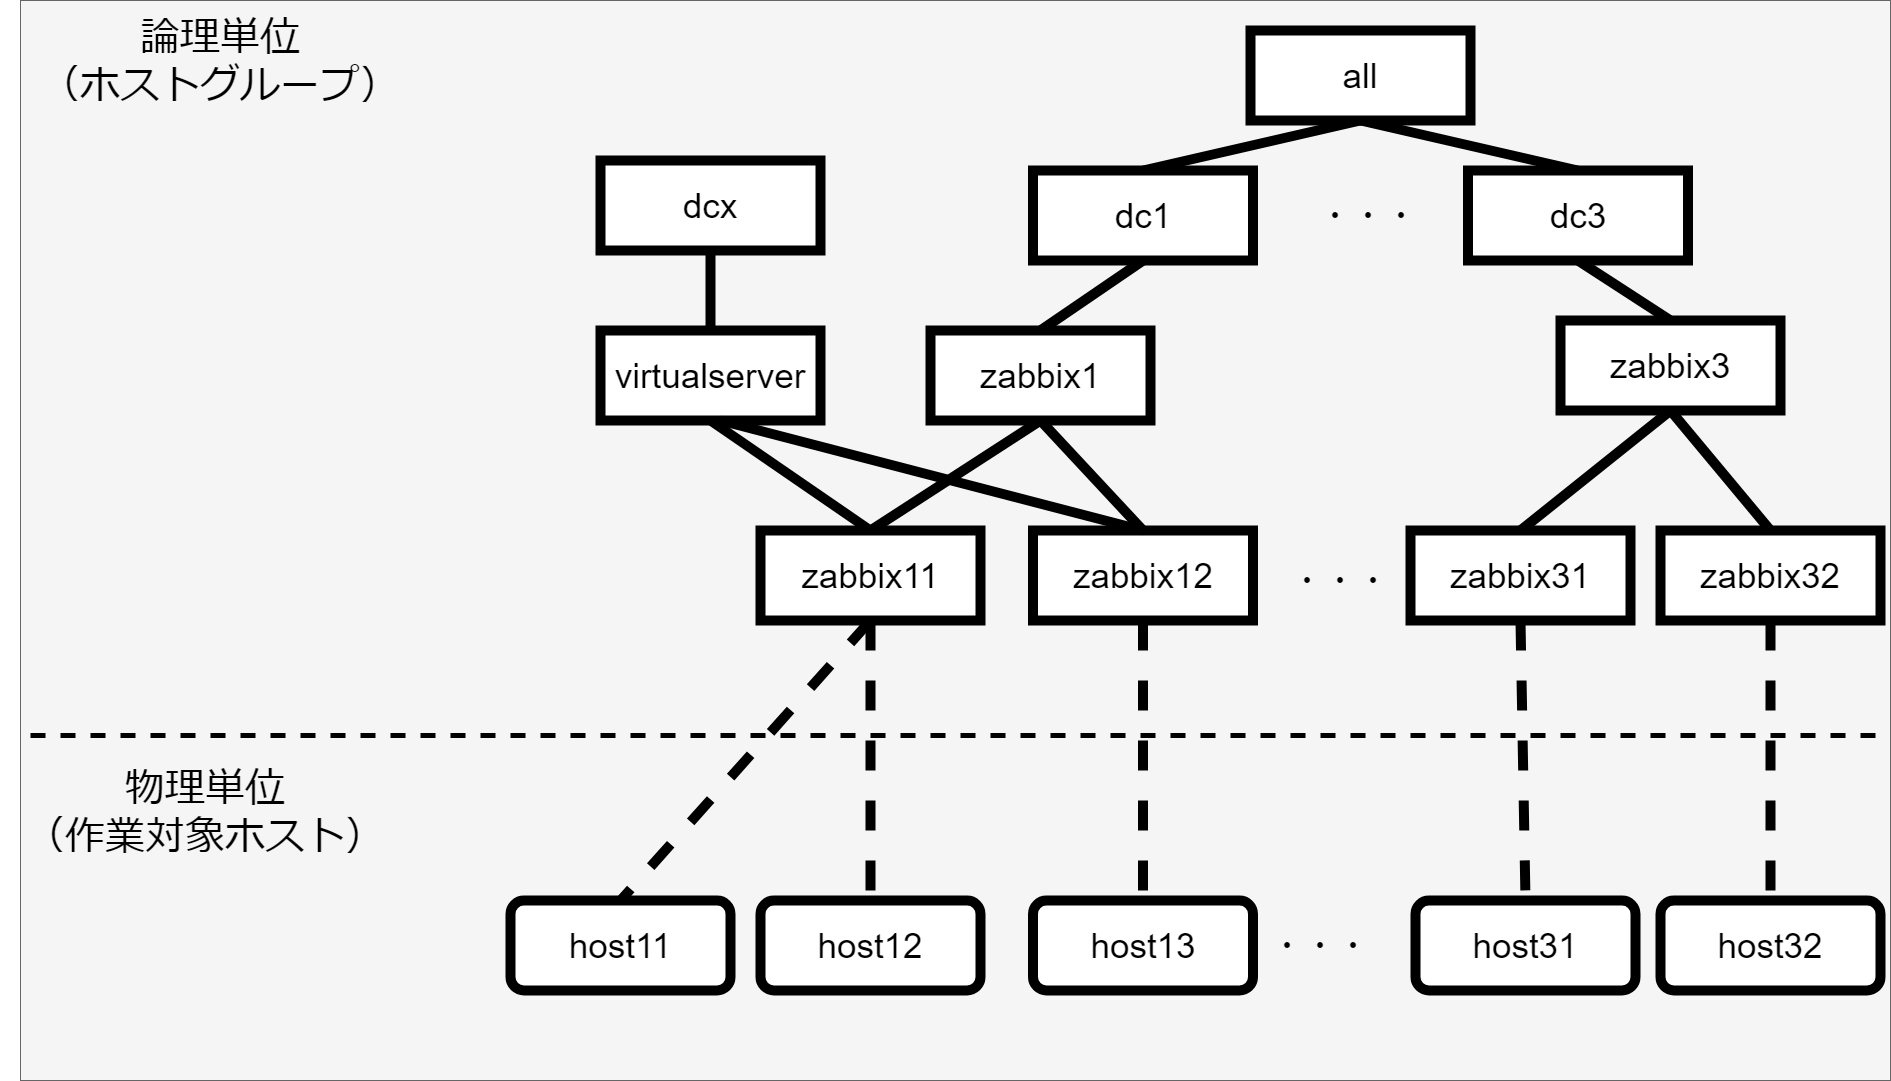 論理単位
（ホストグループ）
all
dcx
dc1
・・・
dc3
virtualserver
zabbix1
zabbix3
zabbix11
zabbix12
・・・
zabbix31
zabbix32
物理単位
（作業対象ホスト）
host11
host12
host13
・・・
host31
host32